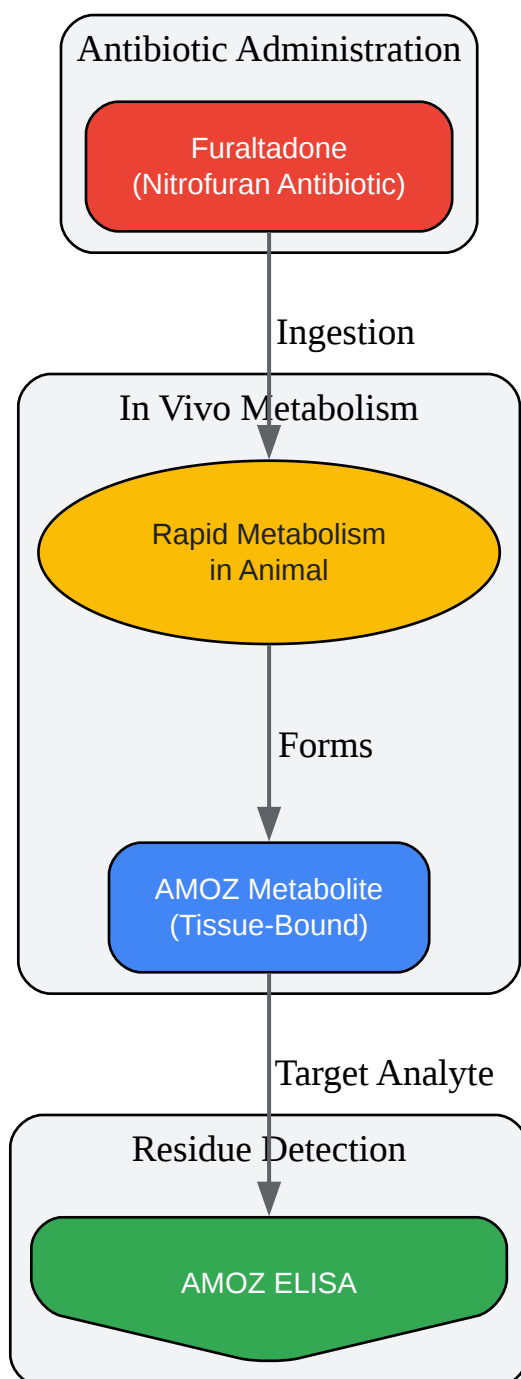 Antibiotic Administration
Furaltadone
(Nitrofuran Antibiotic)
Ingestion
In Vivo Metabolism
Rapid Metabolism
in Animal
Forms
AMOZ Metabolite
(Tissue-Bound)
Target Analyte
Residue Detection
AMOZ ELISA